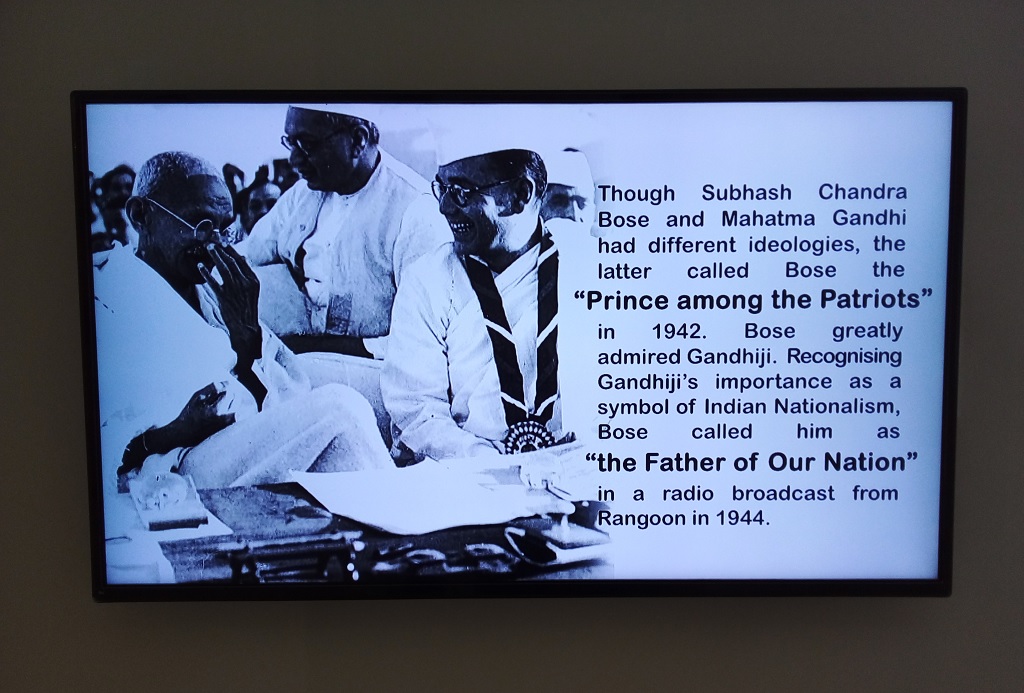 Though Subhash Chandra
Bose and Mahatma Gandhi
had different ideologies, the
latter called Bose the
“Prince among the Patriots”
in 1942. Bose greatly
admired Gandhiji. Recognising
Gandhiji’s importance as a
symbol of Indian Nationalism,
Bose called him as
“the Father of Our Nation”
in a radio broadcast from
Rangoon in 1944.